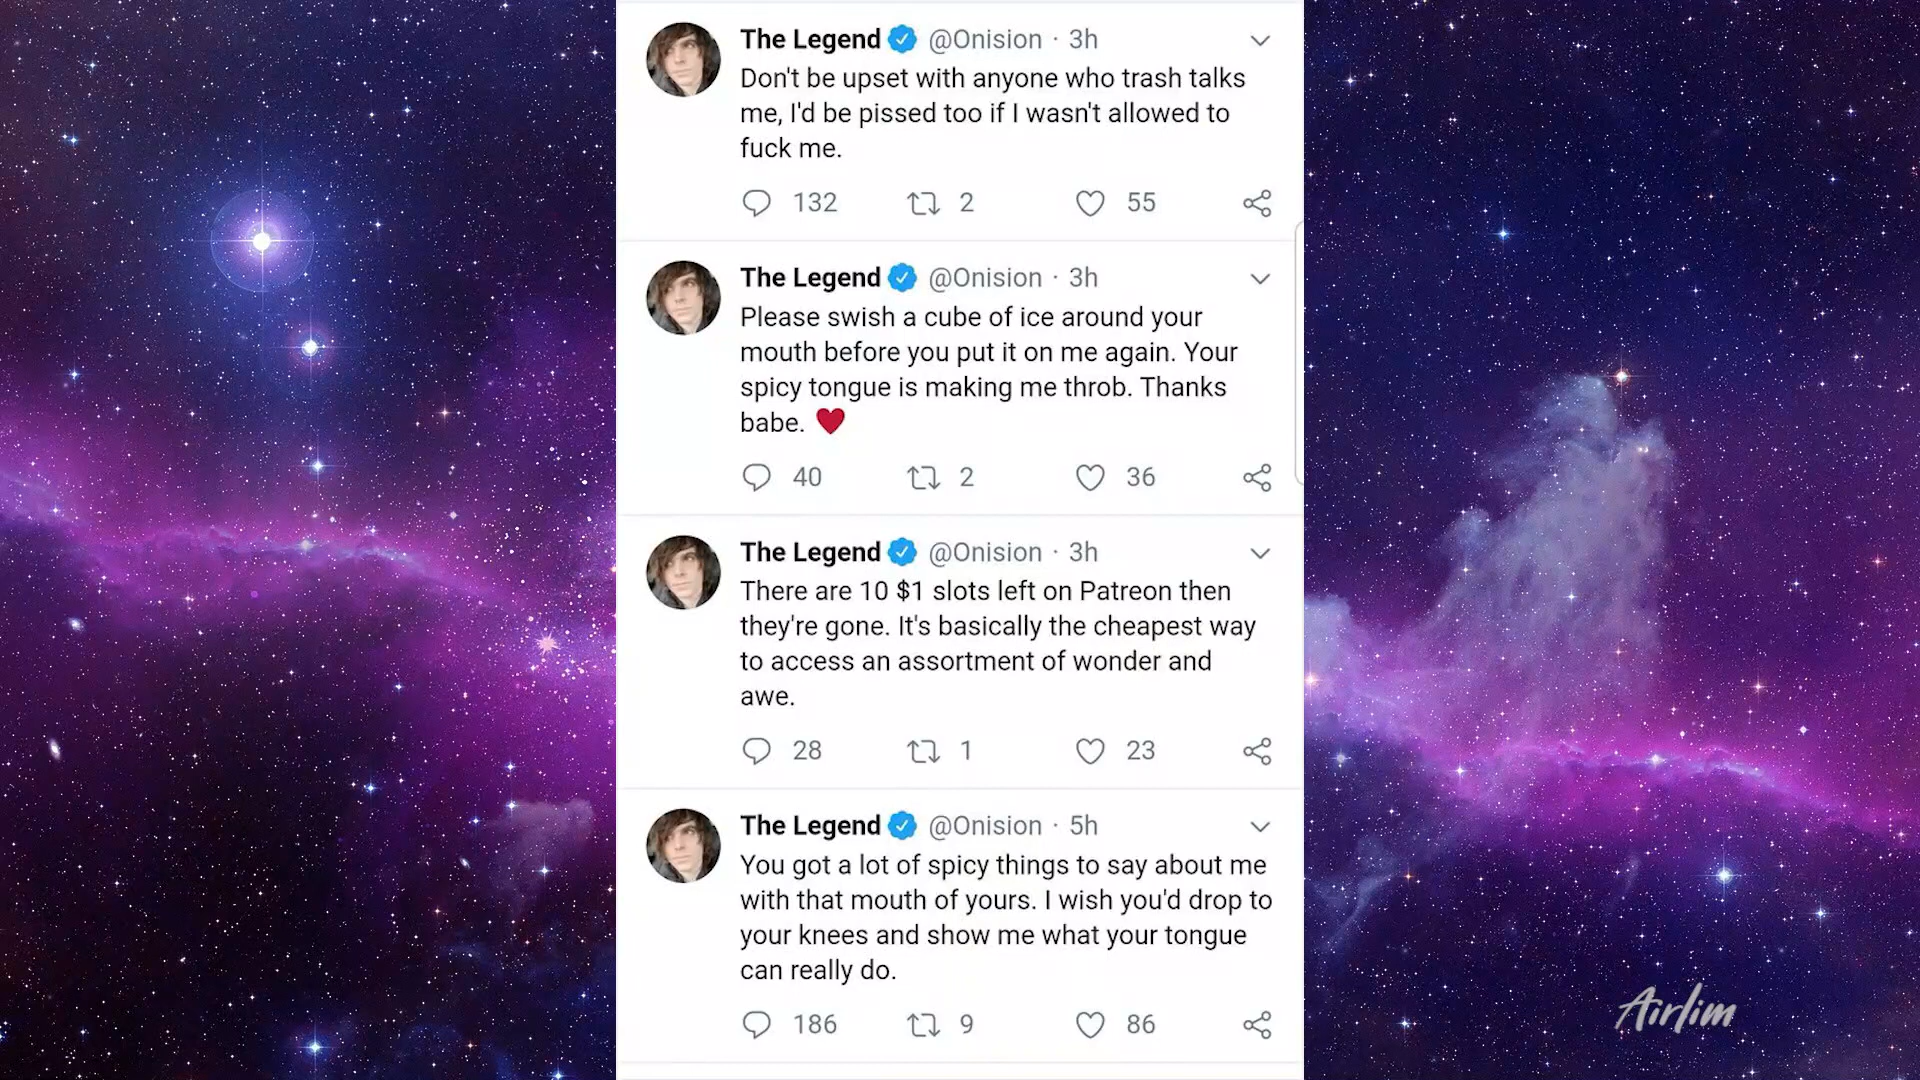 The Legend @Onision · 3h
Don't be upset with anyone who trash talks
me, I'd be pissed too if I wasn't allowed to
fuck me.
132 2 55
The Legend @Onision · 3h
Please swish a cube of ice around your
mouth before you put it on me again. Your
spicy tongue is making me throb. Thanks
babe. ♥
40 2 36
The Legend @Onision · 3h
There are 10 $1 slots left on Patreon then
they're gone. It's basically the cheapest way
to access an assortment of wonder and
awe.
28 1 23
The Legend @Onision · 5h
You got a lot of spicy things to say about me
with that mouth of yours. I wish you'd drop to
your knees and show me what your tongue
can really do.
186 9 86
Airlim